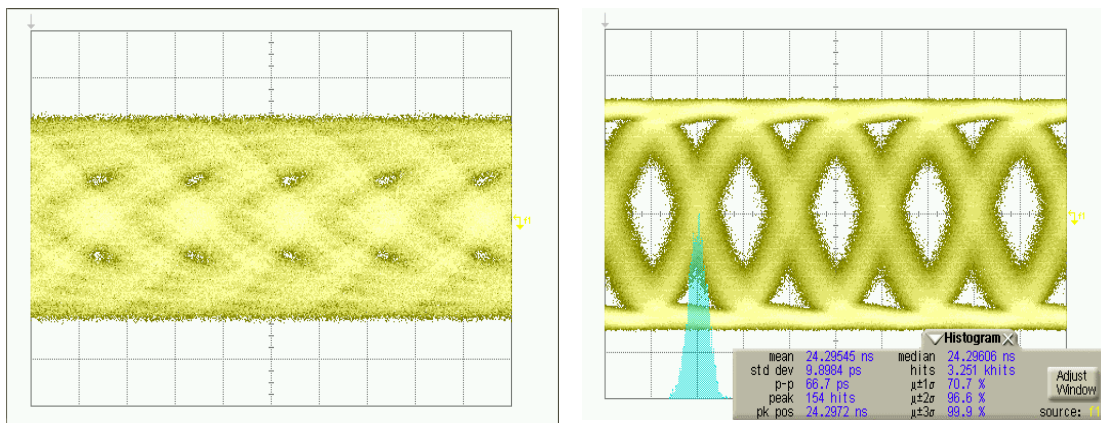 f1
f1
Histogram
mean 24.29545 ns median 24.29606 ns
std dev 9.8984 ps hits 3.251 khits
p-p 66.7 ps μ±1σ 70.7 %
peak 154 hits μ±2σ 96.6 %
pk pos 24.2972 ns μ±3σ 99.9 %
Adjust
Window
source: f1